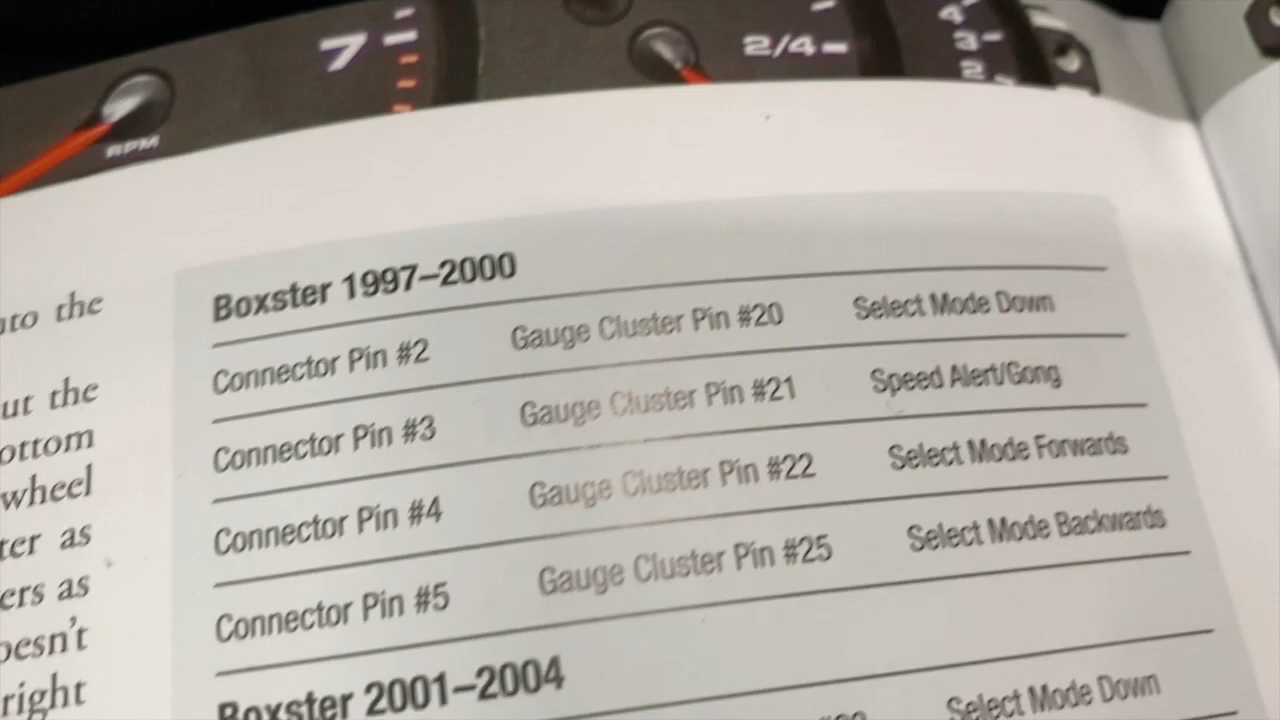 7
RPM
2/4
4
3
2
Boxster 1997–2000
Connector Pin #2 Gauge Cluster Pin #20 Select Mode Down
Connector Pin #3 Gauge Cluster Pin #21 Speed Alert/Gong
Connector Pin #4 Gauge Cluster Pin #22 Select Mode Forwards
Connector Pin #5 Gauge Cluster Pin #25 Select Mode Backwards
Boxster 2001–2004
Select Mode Down
the
the
wheel
as
as
right